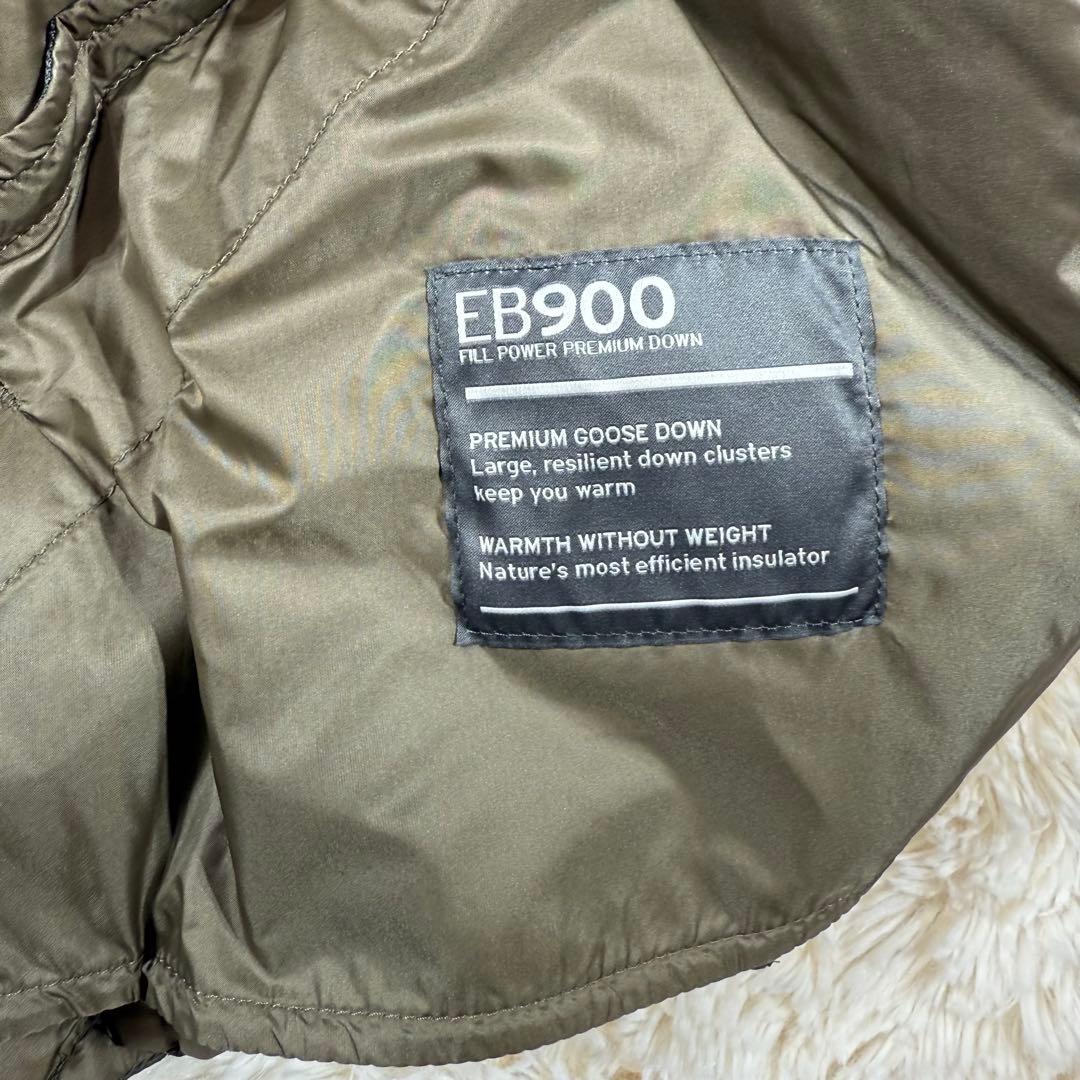 EB900
FILL POWER PREMIUM DOWN
PREMIUM GOOSE DOWN
Large, resilient down clusters
keep you warm
WARMTH WITHOUT WEIGHT
Nature's most efficient insulator